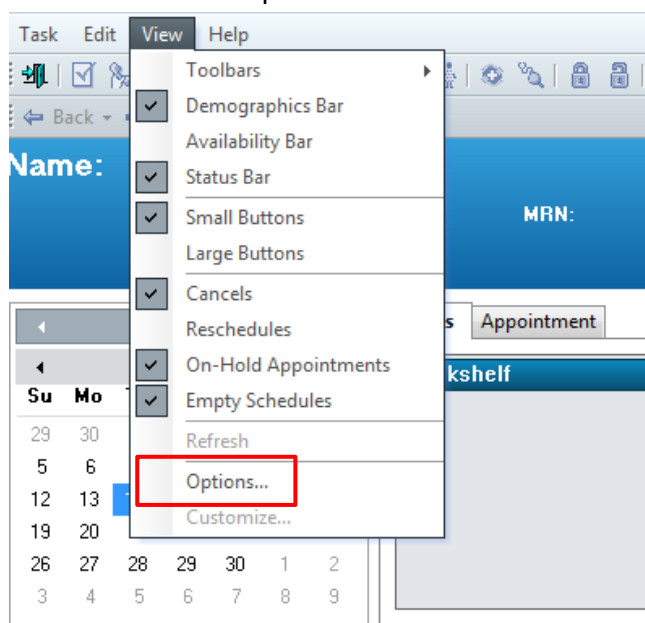 Task Edit View Help
Toolbars
Back
Demographics Bar
Availability Bar
Name:
Status Bar
Small Buttons
MRN:
Large Buttons
Cancels
Reschedules
Appointment
On-Hold Appointments
kshelf
Su Mo
Empty Schedules
29 30
Refresh
5 6
Options...
12 13
Customize...
19 20
26 27 28 29 30 1 2
3 4 5 6 7 8 9